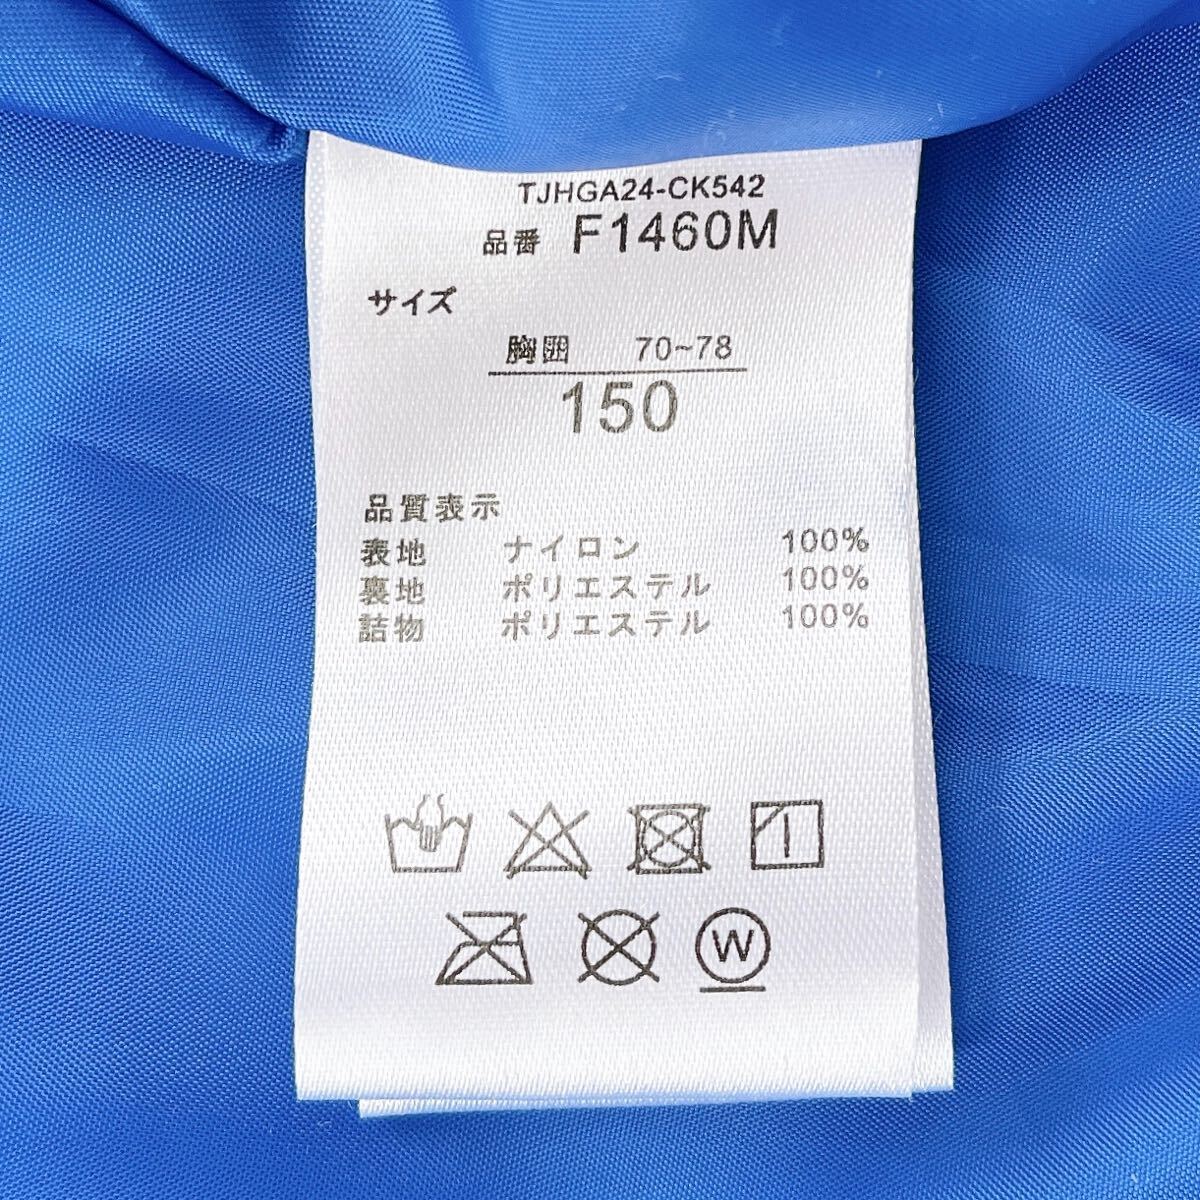 TJHGA24-CK542
品番 F1460M
サイズ
胸囲 70~78
150
品質表示
表地 ナイロン 100%
裏地 ポリエステル 100%
詰物 ポリエステル 100%
W